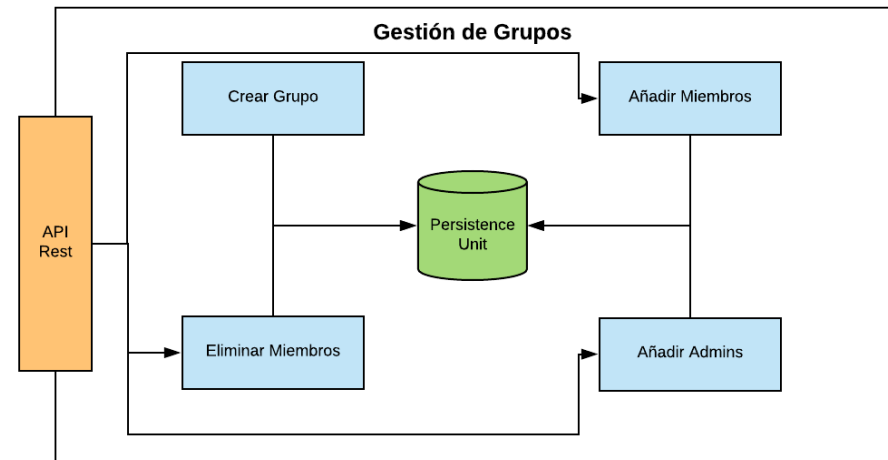 Gestión de Grupos
Crear Grupo
Añadir Miembros
API
Rest
Persistence
Unit
Eliminar Miembros
Añadir Admins